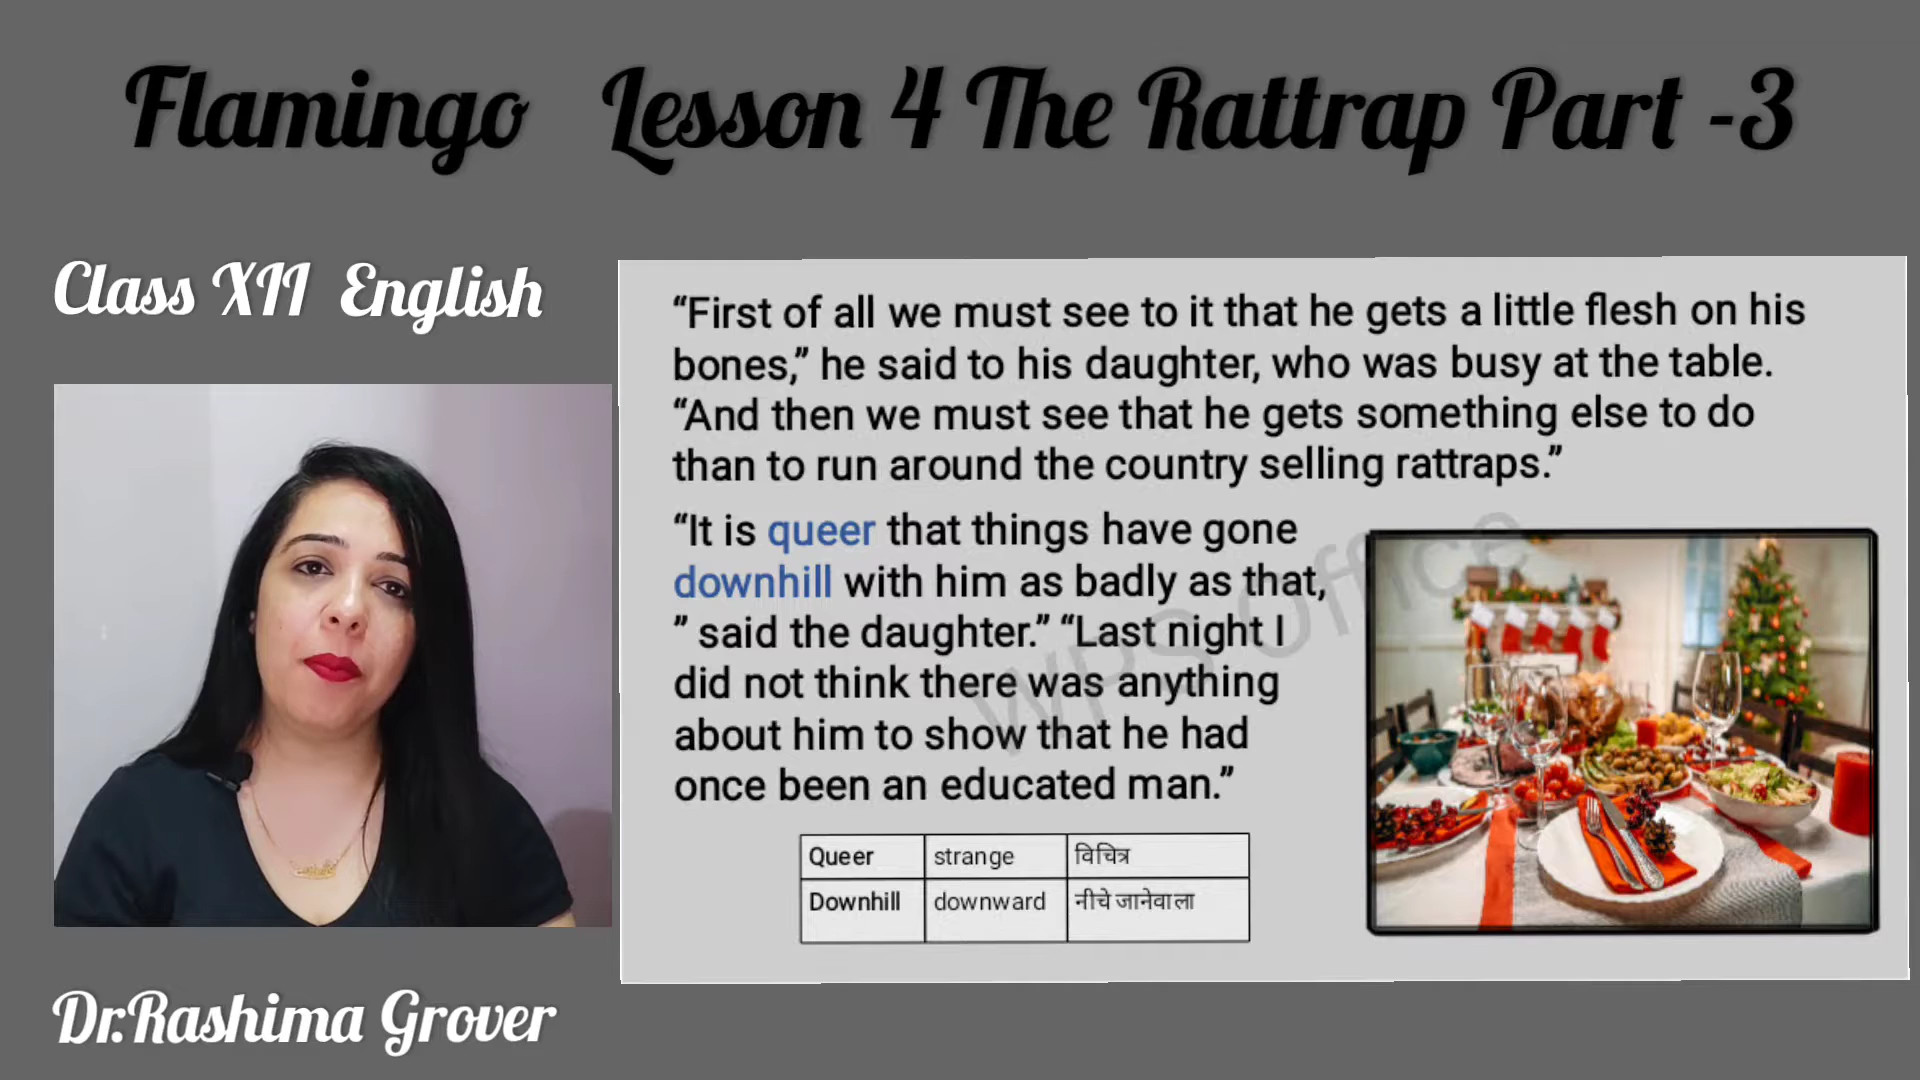 Flamingo Lesson 4 The Rattrap Part -3
Class XII English
“First of all we must see to it that he gets a little flesh on his
bones,” he said to his daughter, who was busy at the table.
“And then we must see that he gets something else to do
than to run around the country selling rattraps.”
“It is queer that things have gone
downhill with him as badly as that,
” said the daughter.” “Last night I
did not think there was anything
about him to show that he had
once been an educated man.”
WPS Office
Queer strange विचित्र
Downhill downward नीचे जानेवाला
Dr.Rashima Grover